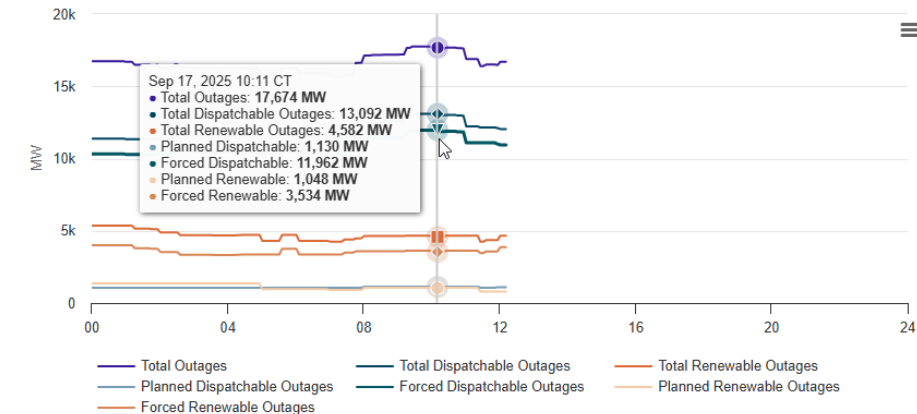 20k
15k
10k
5k
0
MW
Sep 17, 2025 10:11 CT
● Total Outages: 17,674 MW
● Total Dispatchable Outages: 13,092 MW
● Total Renewable Outages: 4,582 MW
● Planned Dispatchable: 1,130 MW
● Forced Dispatchable: 11,962 MW
● Planned Renewable: 1,048 MW
● Forced Renewable: 3,534 MW
00 04 08 12 16 20 24
Total Outages Total Dispatchable Outages Total Renewable Outages
Planned Dispatchable Outages Forced Dispatchable Outages Planned Renewable Outages
Forced Renewable Outages